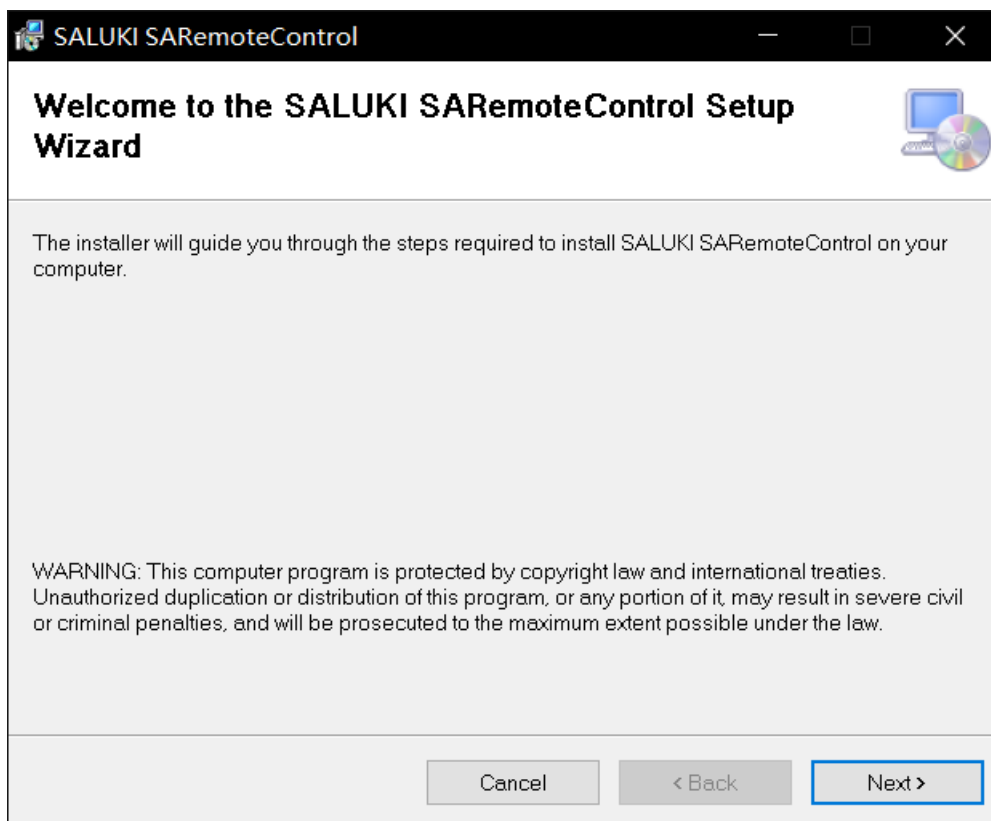 SALUKI SARemoteControl
Welcome to the SALUKI SARemoteControl Setup
Wizard
The installer will guide you through the steps required to install SALUKI SARemoteControl on your
computer.
WARNING: This computer program is protected by copyright law and international treaties.
Unauthorized duplication or distribution of this program, or any portion of it, may result in severe civil
or criminal penalties, and will be prosecuted to the maximum extent possible under the law.
Cancel
< Back
Next >